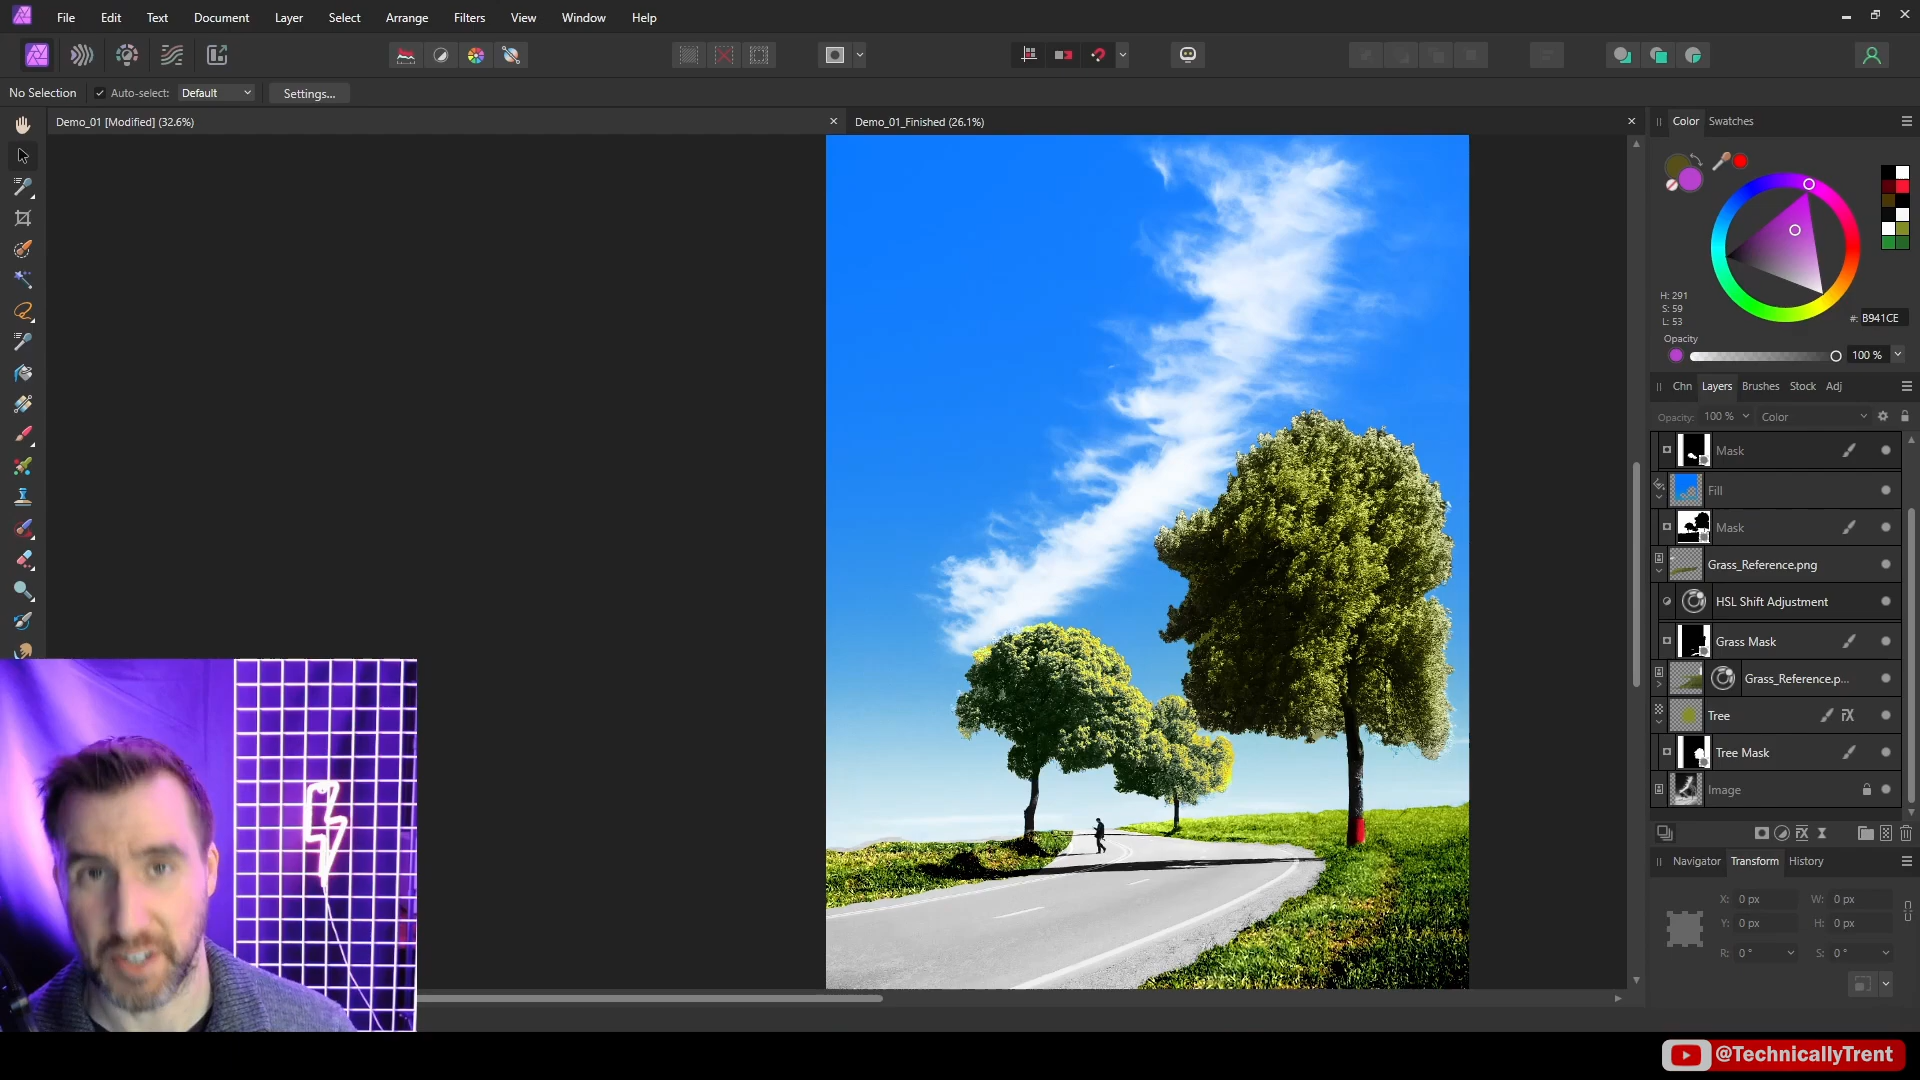 File Edit Text Document Layer Select Arrange Filters View Window Help
No Selection Auto-select: Default Settings...
Demo_01 [Modified] (32.6%) Demo_01_Finished (26.1%)
Color Swatches
H: 291
S: 59
L: 53
#: B941CE
Opacity
100 %
Chn Layers Brushes Stock Adj
Opacity: 100 % Color
Mask
Fill
Mask
Grass_Reference.png
HSL Shift Adjustment
Grass Mask
Grass_Reference.p...
Tree FX
Tree Mask
Image
FX
Navigator Transform History
X: 0 px W: 0 px
Y: 0 px H: 0 px
R: 0 ° S: 0 °
@TechnicallyTrent